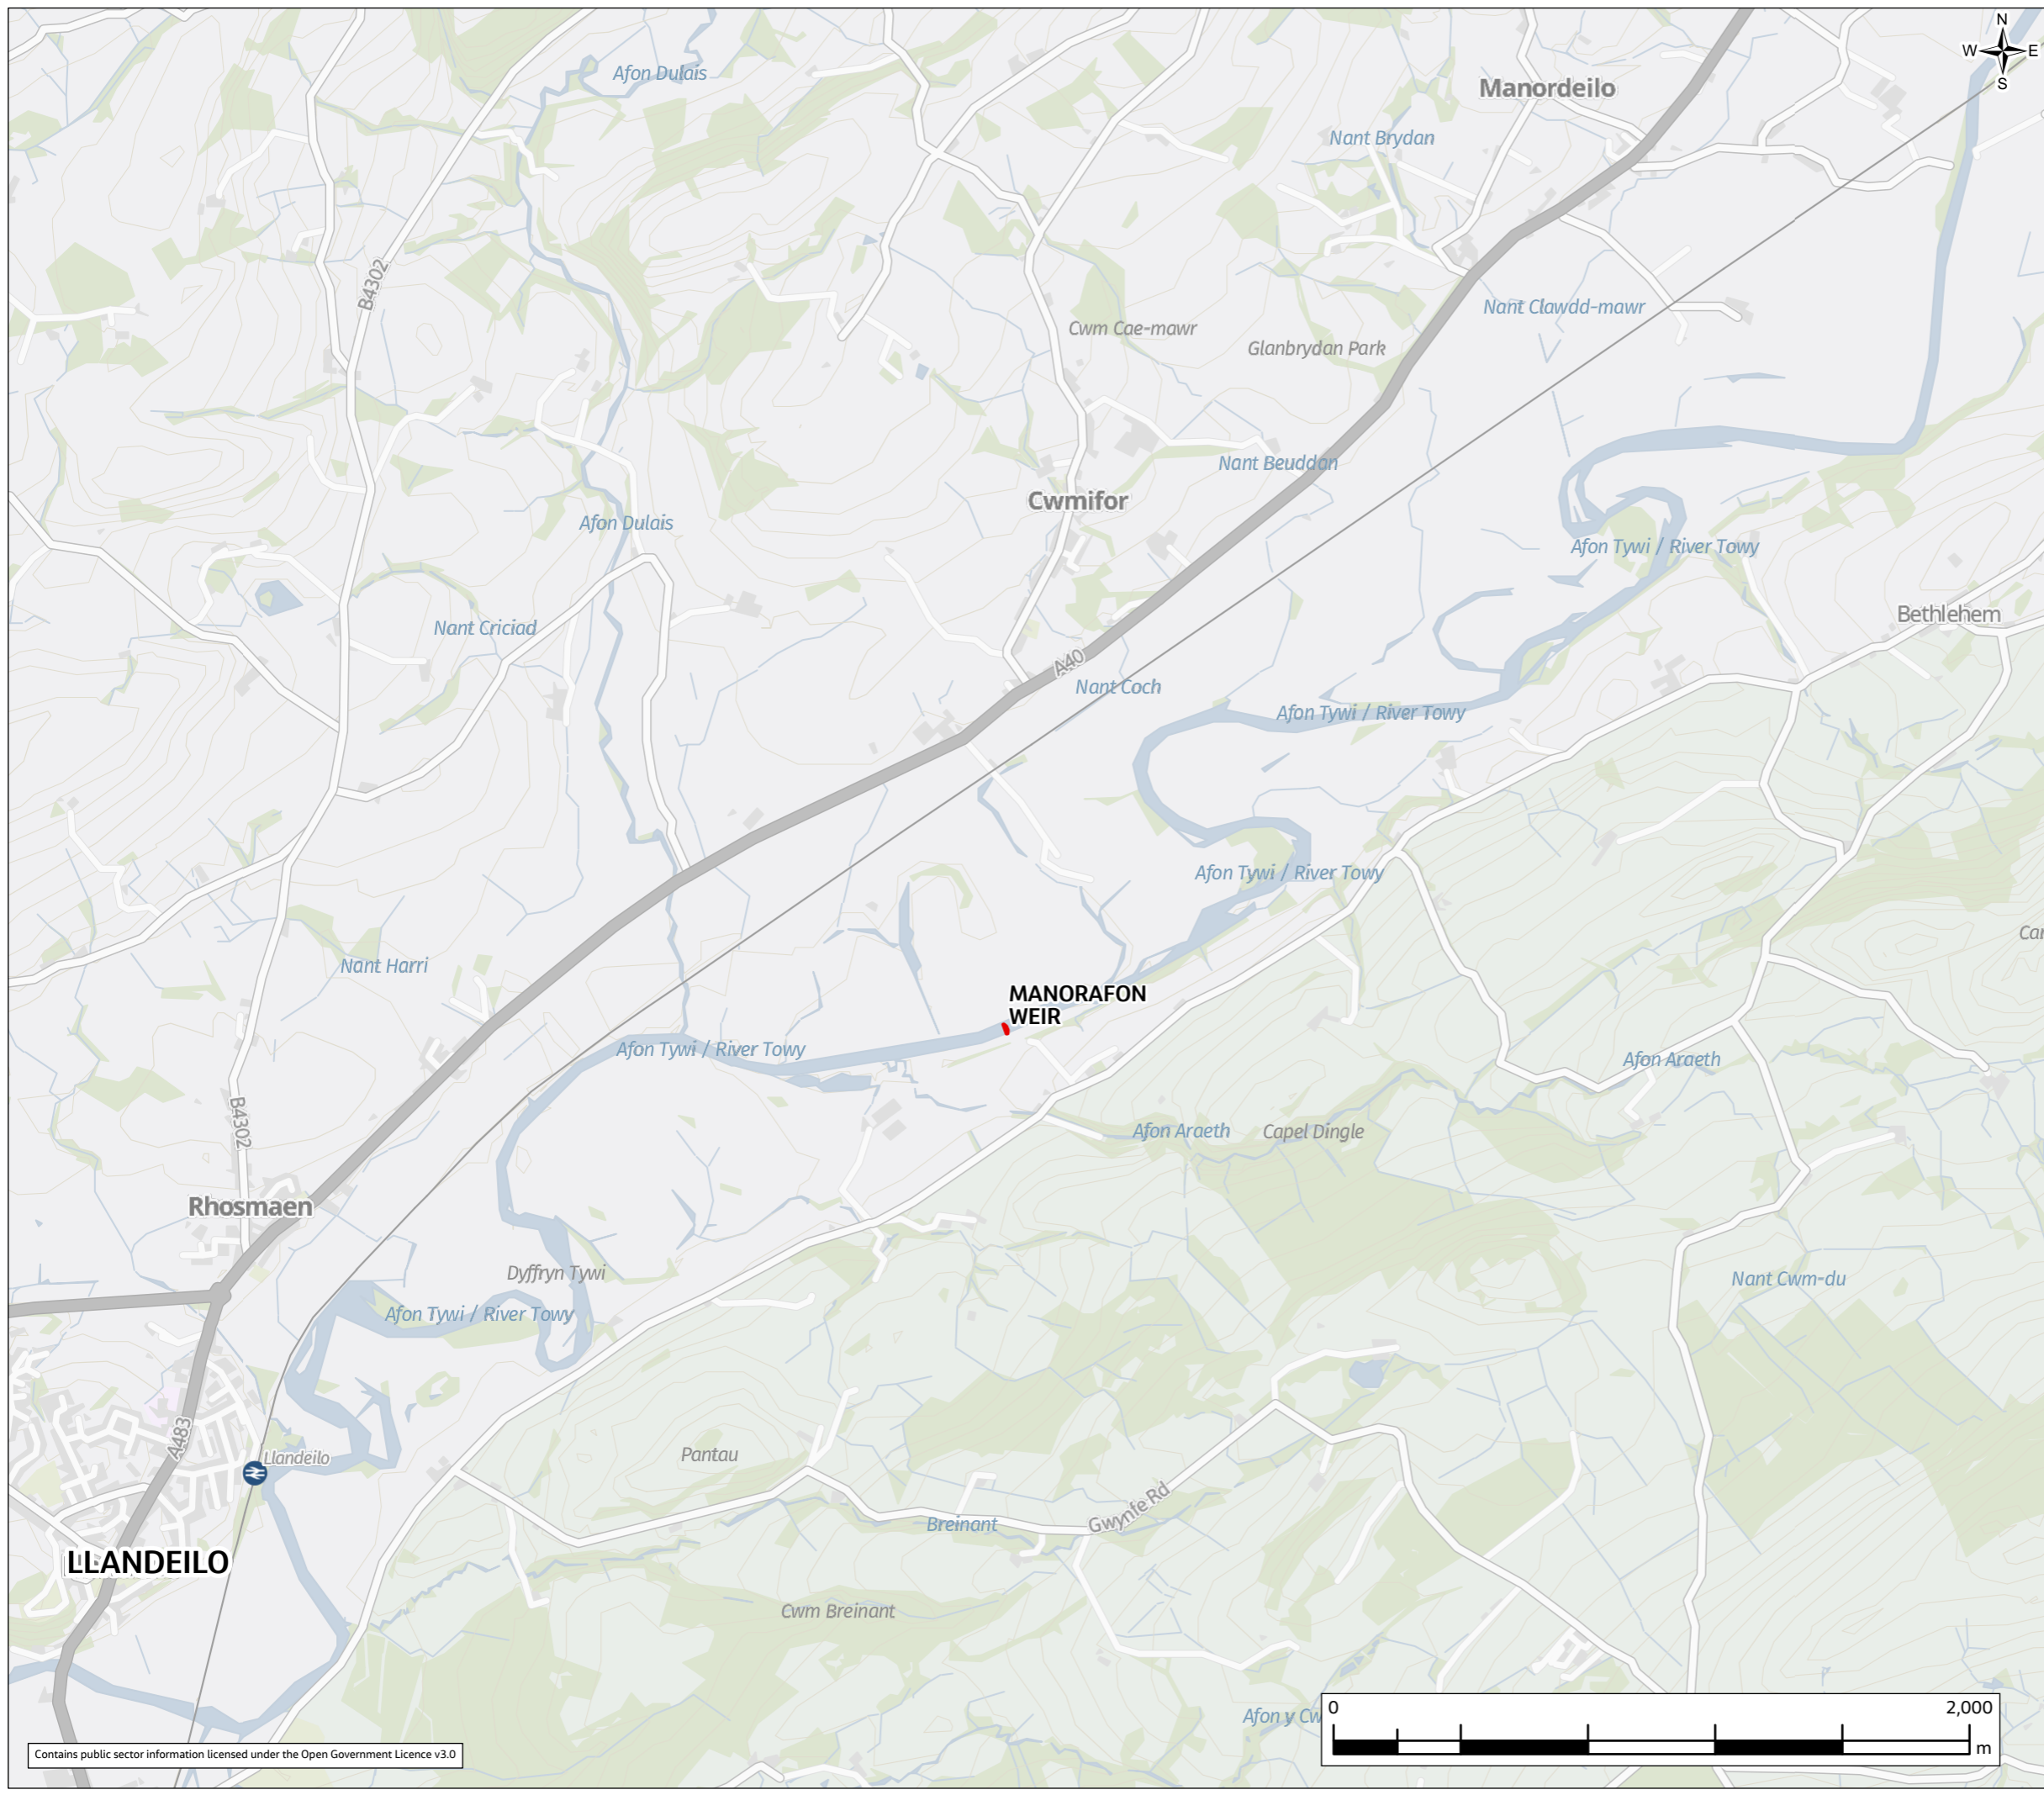 N
W
E
S
Afon Dulais
Manordeilo
Nant Brydan
B4302
Nant Clawdd-mawr
Cwm Cae-mawr
Glanbrydan Park
Nant Beuddan
Cwmifor
Afon Dulais
Afon Tywi / River Towy
Bethlehem
Nant Criciad
A40
Nant Coch
Afon Tywi / River Towy
Afon Tywi / River Towy
Car
Nant Harri
MANORAFON
WEIR
Afon Tywi / River Towy
Afon Araeth
B4302
Afon Araeth
Capel Dingle
Rhosmaen
Dyffryn Tywi
Nant Cwm-du
Afon Tywi / River Towy
A483
Llandeilo
Pantau
Gwynfe Rd
Breinant
LLANDEILO
Cwm Breinant
Afon y Cw
0
2,000
m
Contains public sector information licensed under the Open Government Licence v3.0